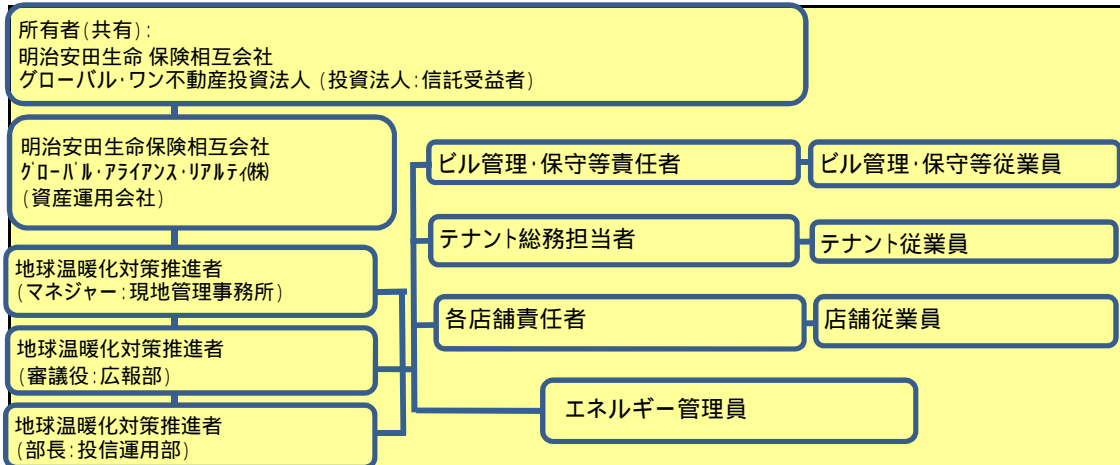 所有者(共有):
明治安田生命 保険相互会社
グローバル・ワン不動産投資法人 (投資法人:信託受益者)
明治安田生命保険相互会社
グローバル・アライアンス・リアルティ㈱
(資産運用会社)
地球温暖化対策推進者
(マネジャー:現地管理事務所)
地球温暖化対策推進者
(審議役:広報部)
地球温暖化対策推進者
(部長:投信運用部)
ビル管理・保守等責任者
ビル管理・保守等従業員
テナント総務担当者
テナント従業員
各店舗責任者
店舗従業員
エネルギー管理員